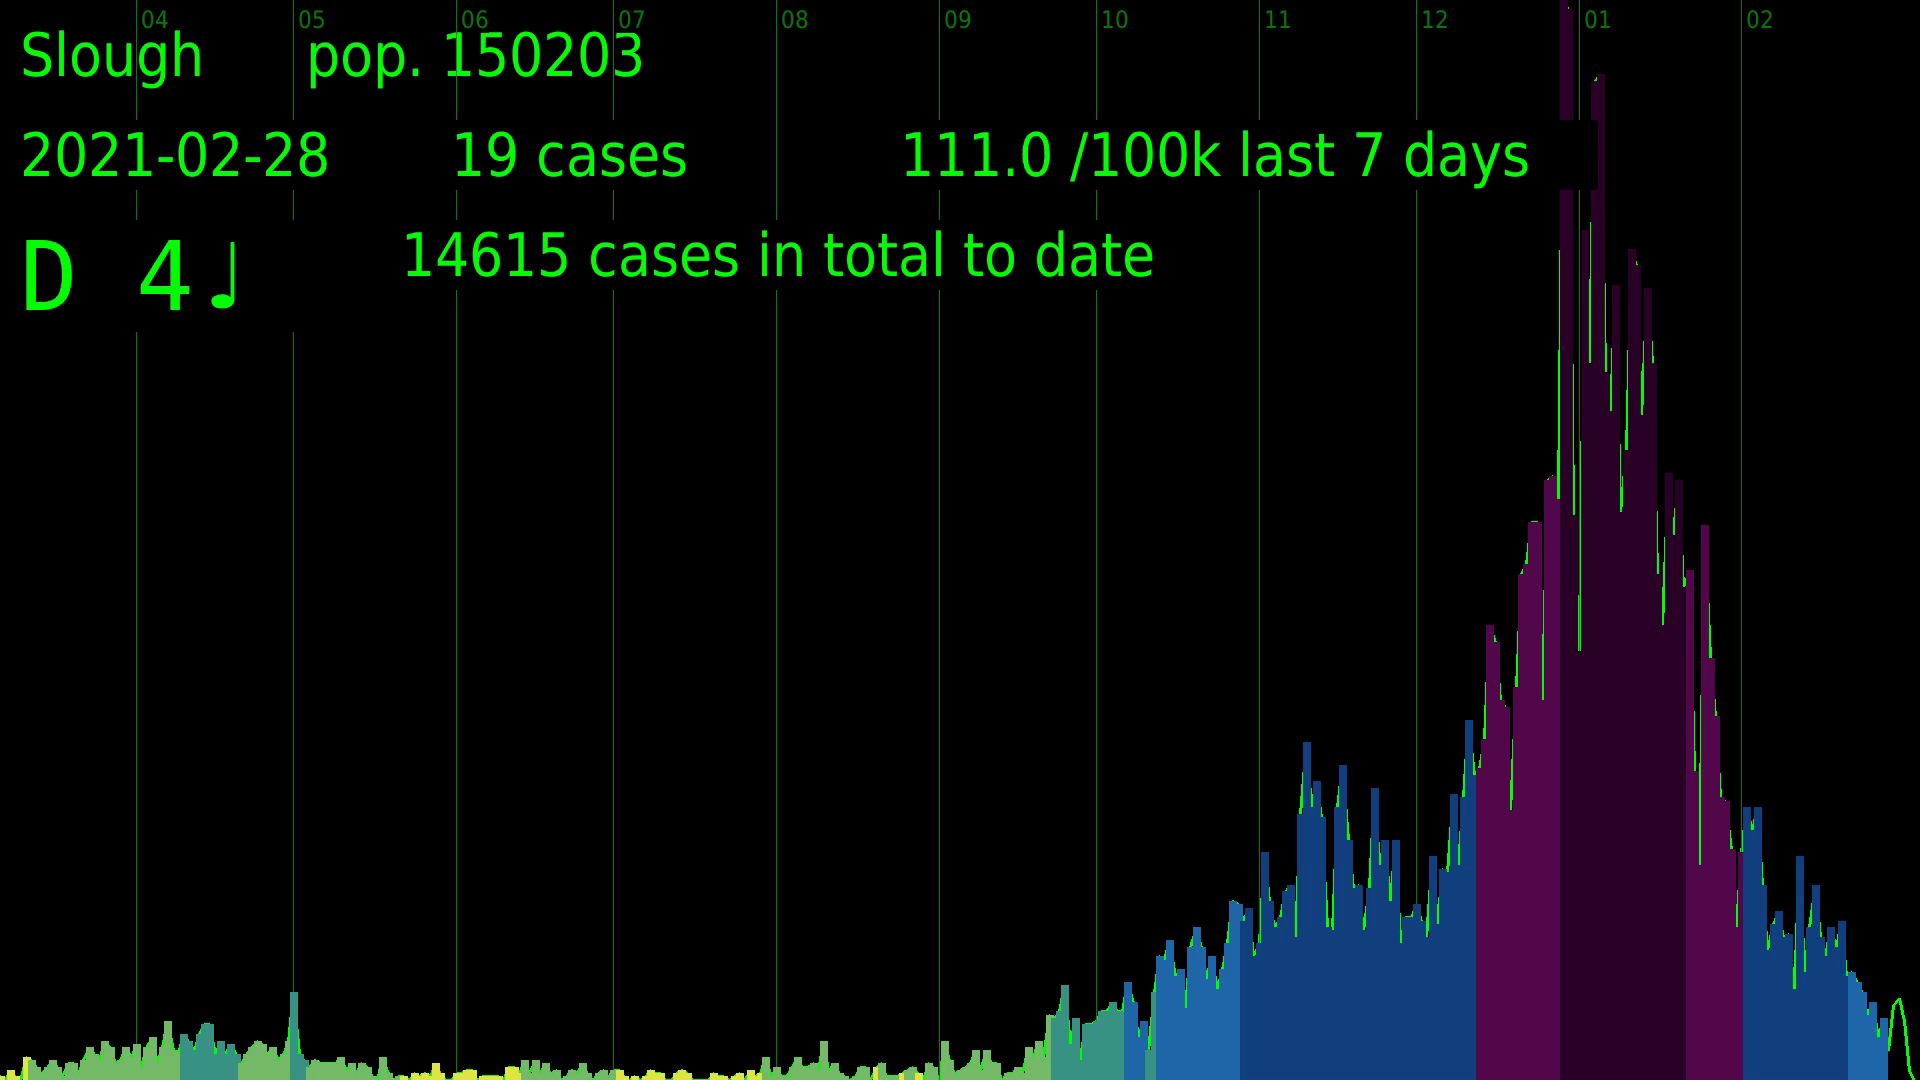 04 05 06 07 08 09 10 11 12 01 02
Slough pop. 150203
2021-02-28 19 cases 111.0 /100k last 7 days
D 4♩ 14615 cases in total to date